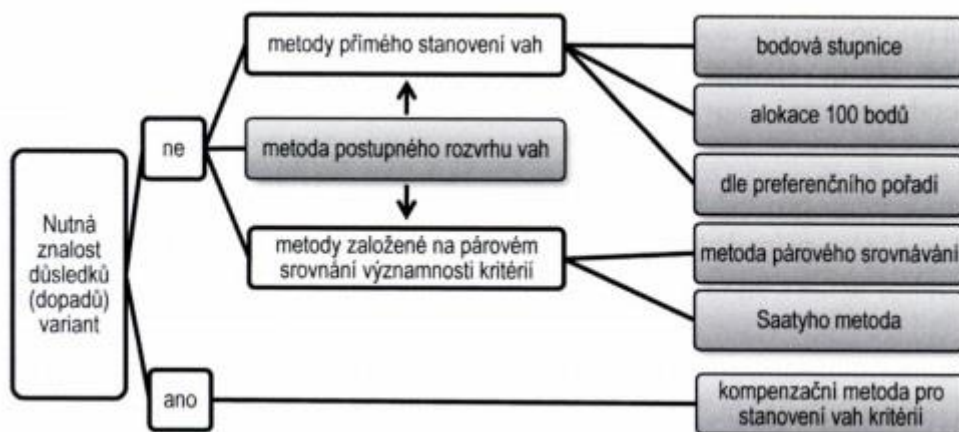 Nutná
znalost
důsledků
(dopadů)
variant
ne
ano
metody přímého stanovení vah
metoda postupného rozvrhu vah
metody založené na párovém
srovnání významnosti kritérií
bodová stupnice
alokace 100 bodů
dle preferenčního pořadí
metoda párového srovnávání
Saatyho metoda
kompenzační metoda pro
stanovení vah kritérií